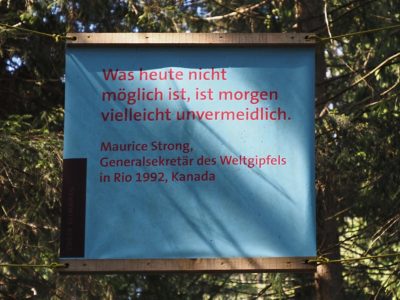 Was heute nicht
möglich ist, ist morgen
vielleicht unvermeidlich.
Maurice Strong,
Generalsekretär des Weltgipfels
in Rio 1992, Kanada